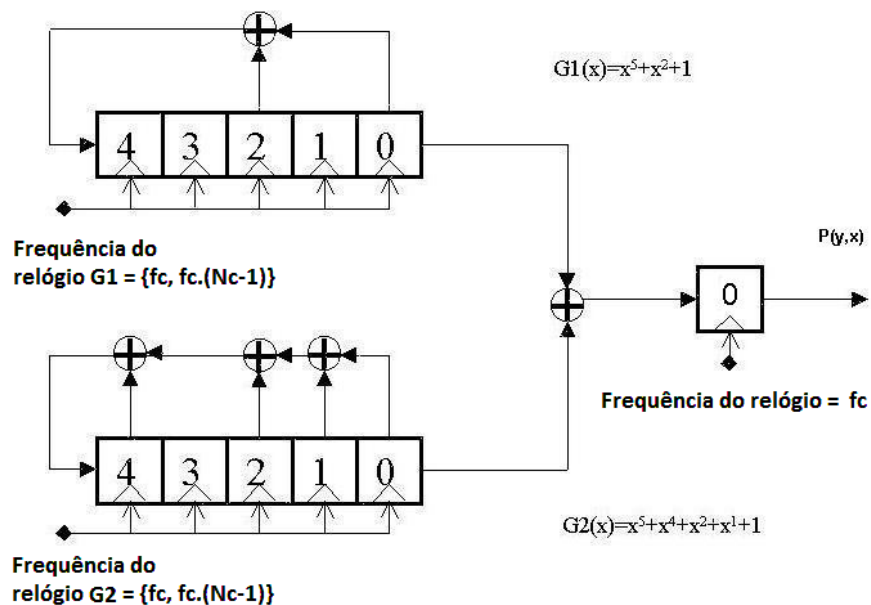 G1(x)=x⁵+x²+1
4 3 2 1 0
Frequência do
relógio G1 = {fc, fc.(Nc-1)}
P(y,x)
0
Frequência do relógio = fc
4 3 2 1 0
G2(x)=x⁵+x⁴+x²+x¹+1
Frequência do
relógio G2 = {fc, fc.(Nc-1)}